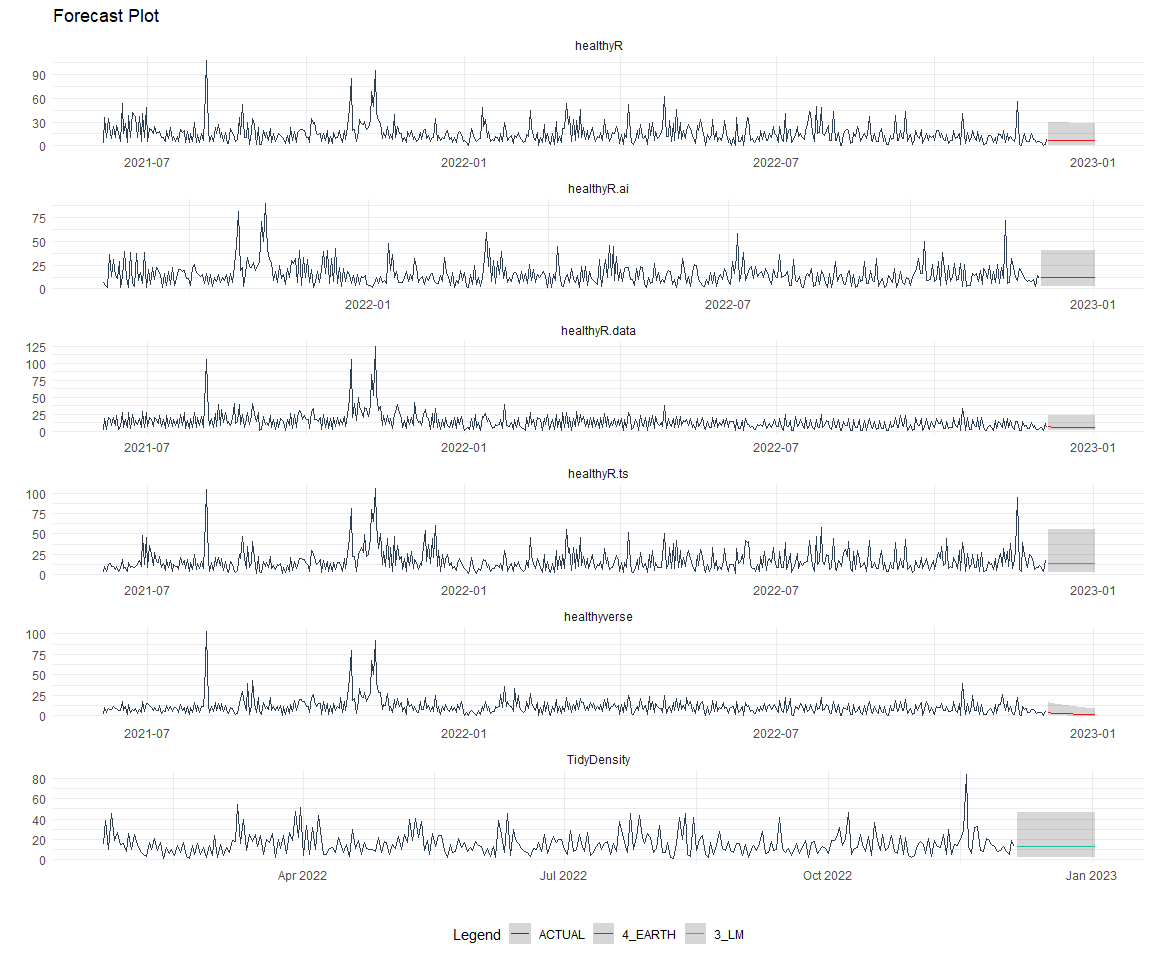 Forecast Plot
healthyR
90
60
30
0
2021-07 2022-01 2022-07 2023-01
healthyR.ai
75
50
25
0
2022-01 2022-07 2023-01
healthyR.data
125
100
75
50
25
0
2021-07 2022-01 2022-07 2023-01
healthyR.ts
100
75
50
25
0
2021-07 2022-01 2022-07 2023-01
healthyverse
100
75
50
25
0
2021-07 2022-01 2022-07 2023-01
TidyDensity
80
60
40
20
0
Apr 2022 Jul 2022 Oct 2022 Jan 2023
Legend ACTUAL 4_EARTH 3_LM